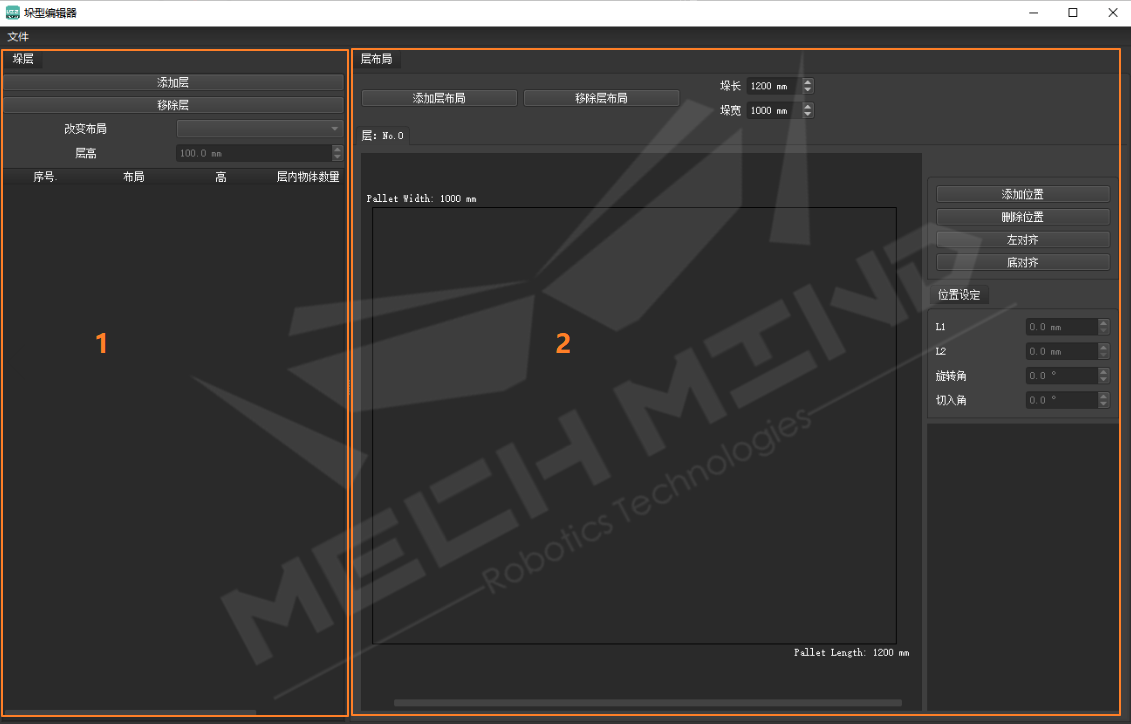 垛型编辑器
文件
垛层
添加层
移除层
改变布局
层高 100.0 mm
序号. 布局 高 层内物体数量
1
层布局
添加层布局 移除层布局
垛长 1200 mm
垛宽 1000 mm
层: No.0
Pallet Width: 1000 mm
2
Pallet Length: 1200 mm
添加位置
删除位置
左对齐
底对齐
位置设定
L1 0.0 mm
L2 0.0 mm
旋转角 0.0 °
切入角 0.0 °
MECH MIND
Robotics Technologies